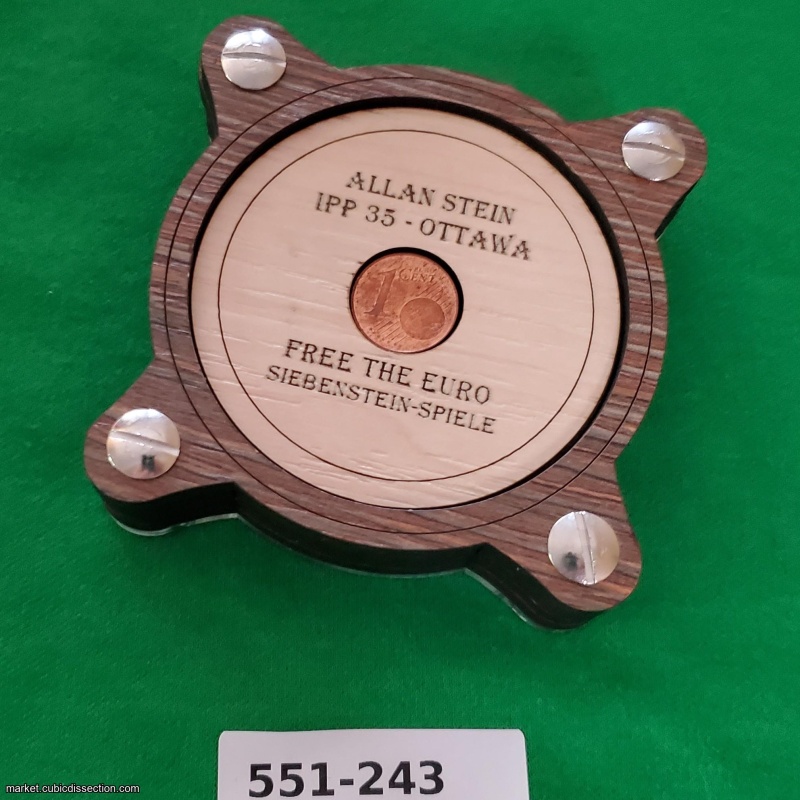 ALLAN STEIN
IPP 35 - OTTAWA
1
CENT
FREE THE EURO
SIEBENSTEIN-SPIELE
551-243
market.cubicdissection.com